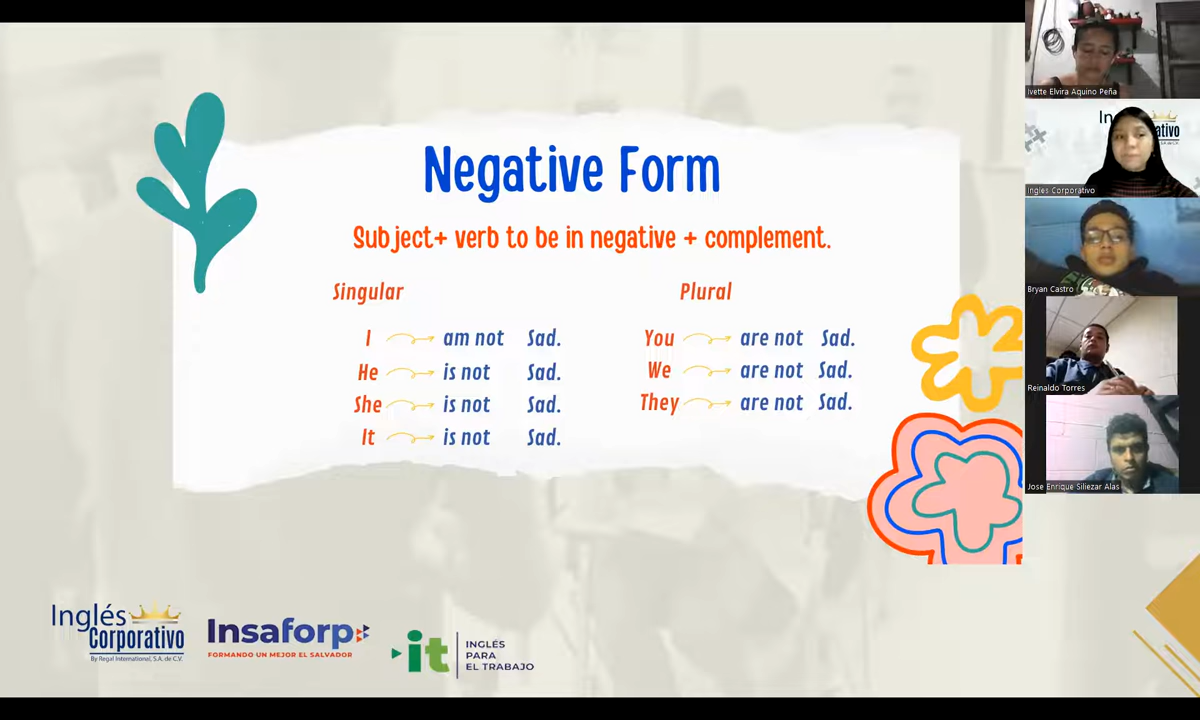 Negative Form
Subject+ verb to be in negative + complement.
Singular
I am not Sad.
He is not Sad.
She is not Sad.
It is not Sad.
Plural
You are not Sad.
We are not Sad.
They are not Sad.
Inglés
Corporativo
By Regal International, S.A. de C.V.
Insaforp
FORMANDO UN MEJOR EL SALVADOR
it
INGLÉS
PARA
EL TRABAJO
Ivette Elvira Aquino Peña
In
ativo
Ingles Corporativo
Bryan Castro
Reinaldo Torres
Jose Enrique Siliezar Alas